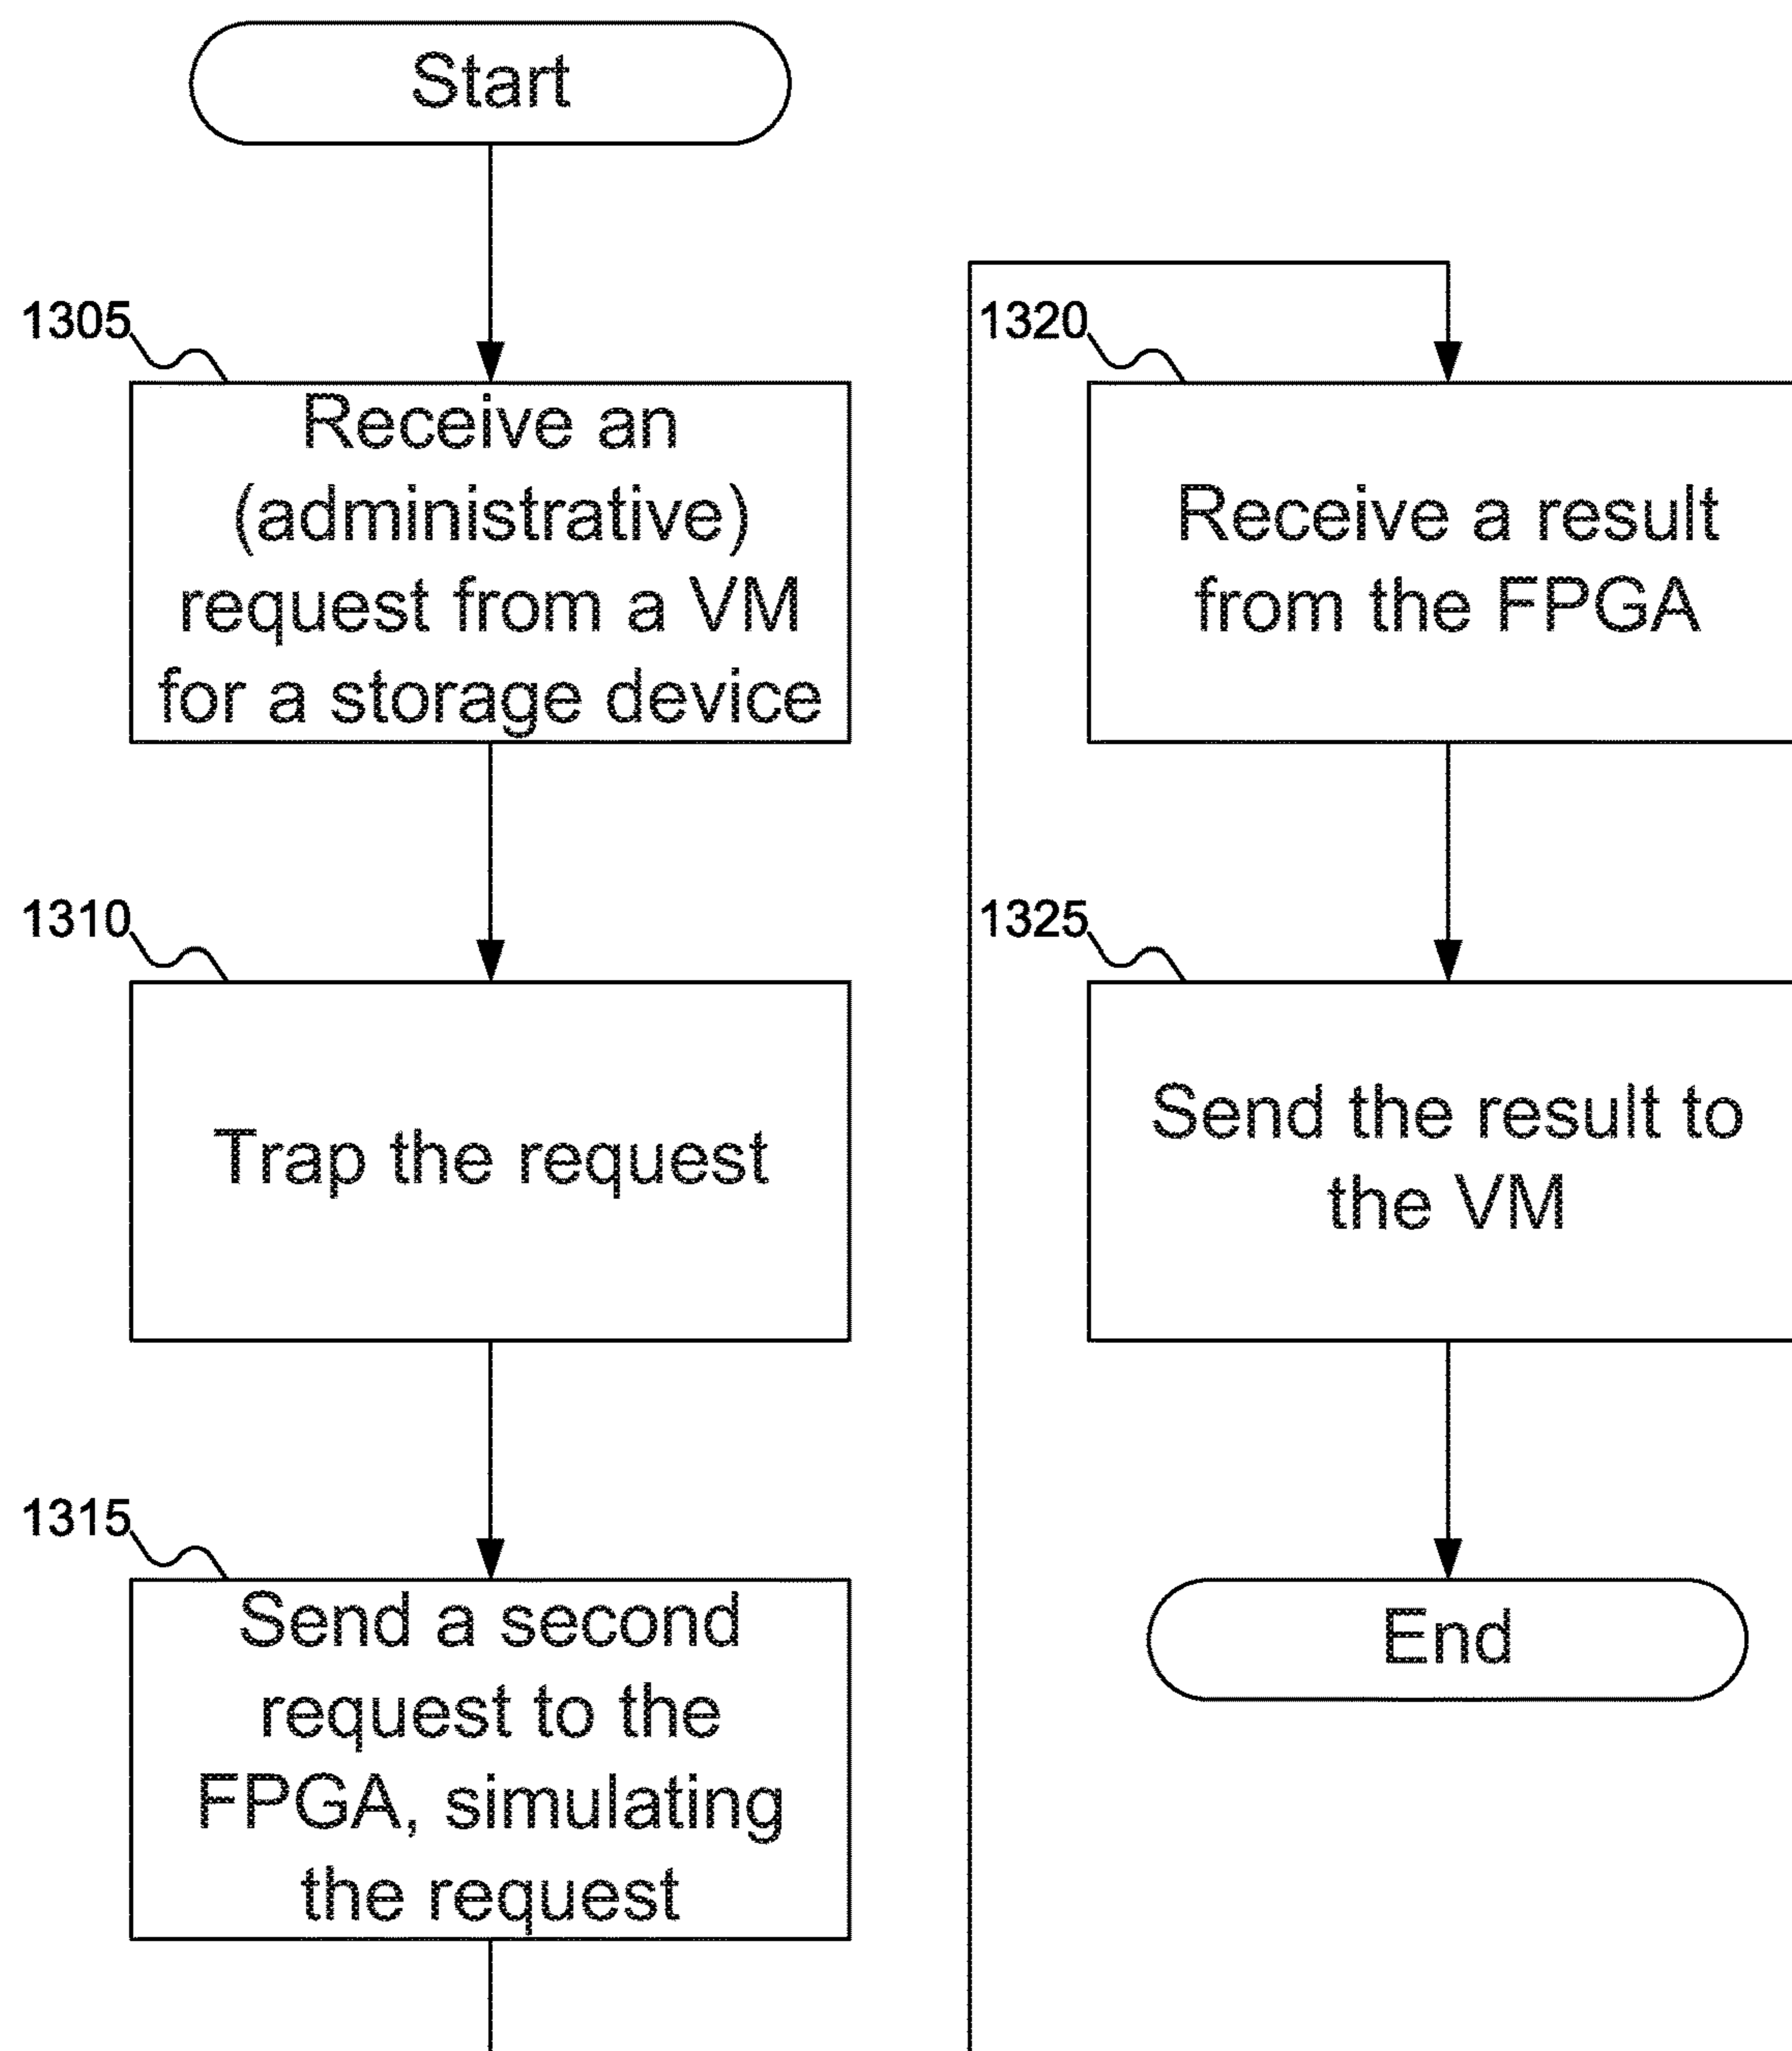 Start
1305
Receive an
(administrative)
request from a VM
for a storage device
1310
Trap the request
1315
Send a second
request to the
FPGA, simulating
the request
1320
Receive a result
from the FPGA
1325
Send the result to
the VM
End